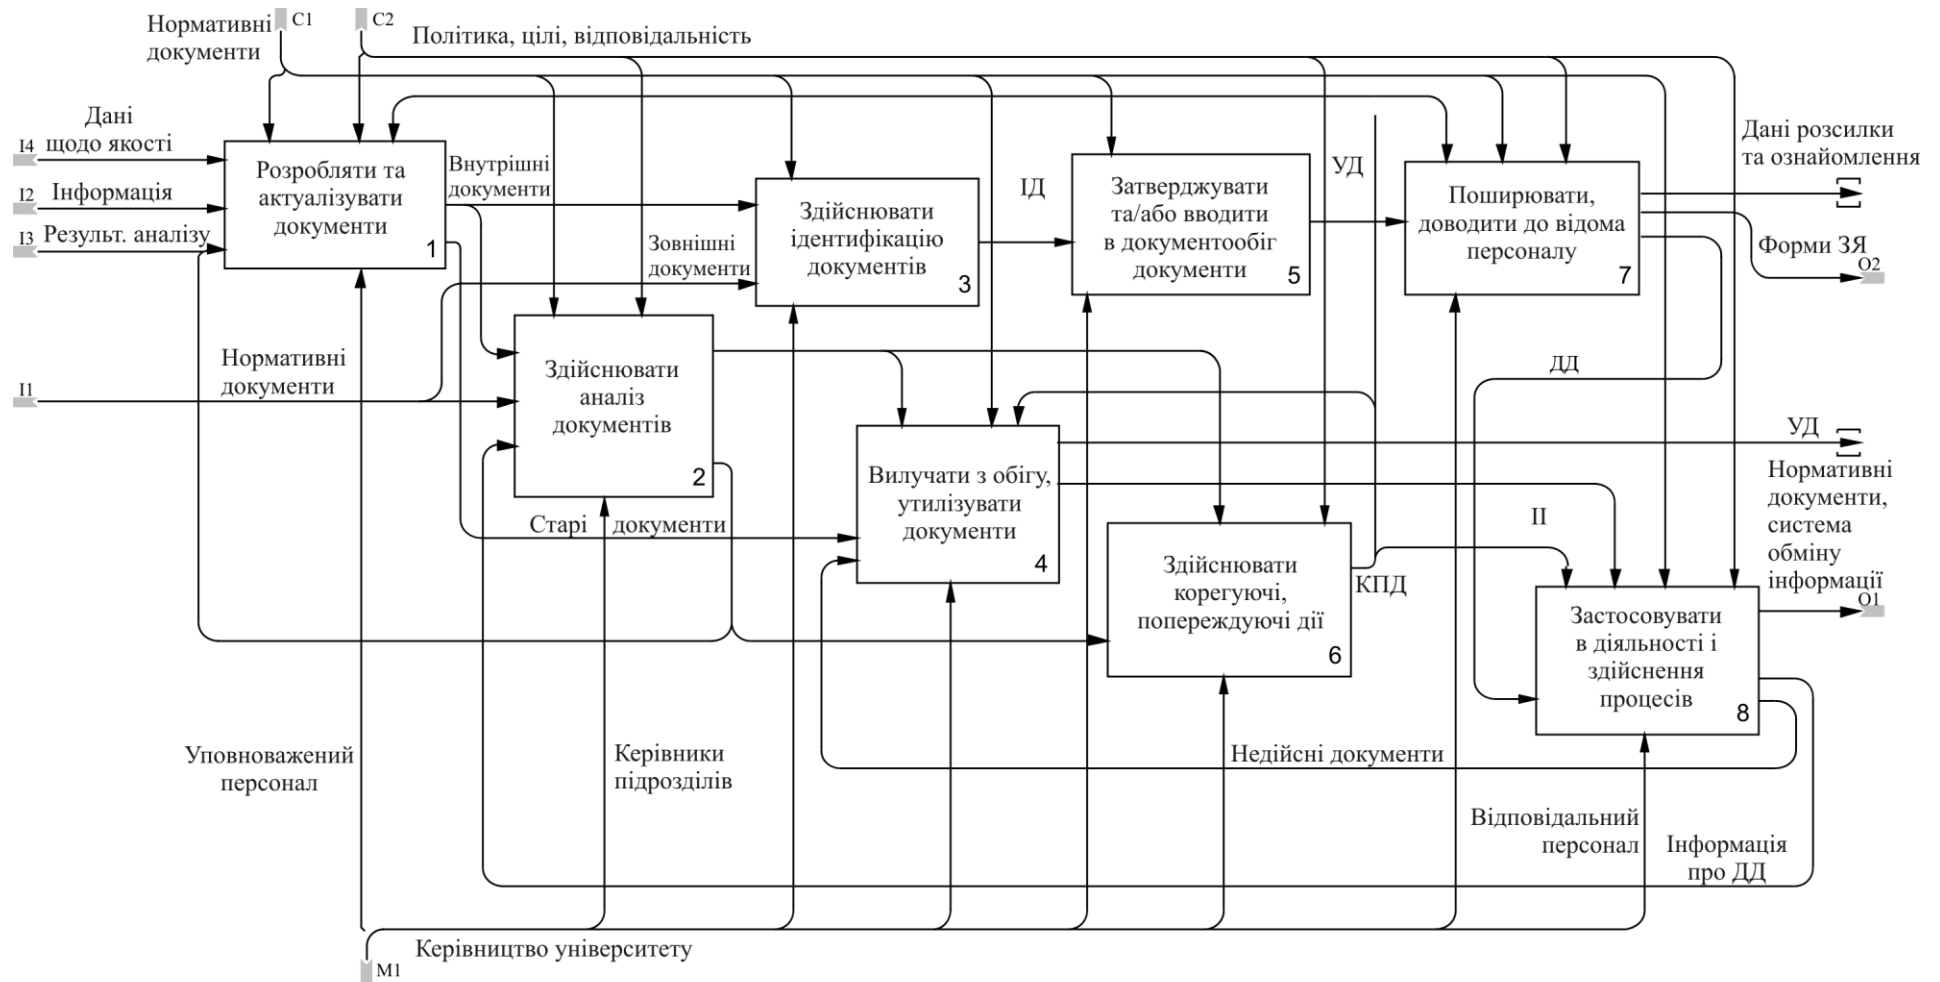 Нормативні
документи
C1
C2
Політика, цілі, відповідальність
Дані
щодо якості
I4
I2
Інформація
I3
Результ. аналізу
Розробляти та
актуалізувати
документи
1
Внутрішні
документи
Зовнішні
документи
Здійснювати
ідентифікацію
документів
3
ІД
Затверджувати
та/або вводити
в документообіг
документи
5
УД
Поширювати,
доводити до відома
персоналу
7
Дані розсилки
та ознайомлення
Форми ЗЯ
O2
I1
Нормативні
документи
Здійснювати
аналіз
документів
2
Старі документи
Вилучати з обігу,
утилізувати
документи
4
ДД
УД
Нормативні
документи,
система
обміну
інформації
O1
ІІ
Здійснювати
корегуючі,
попереждуючі дії
6
КПД
Застосовувати
в діяльності і
здійснення
процесів
8
Уповноважений
персонал
Керівники
підрозділів
Недійсні документи
Відповідальний
персонал
Інформація
про ДД
Керівництво університету
M1